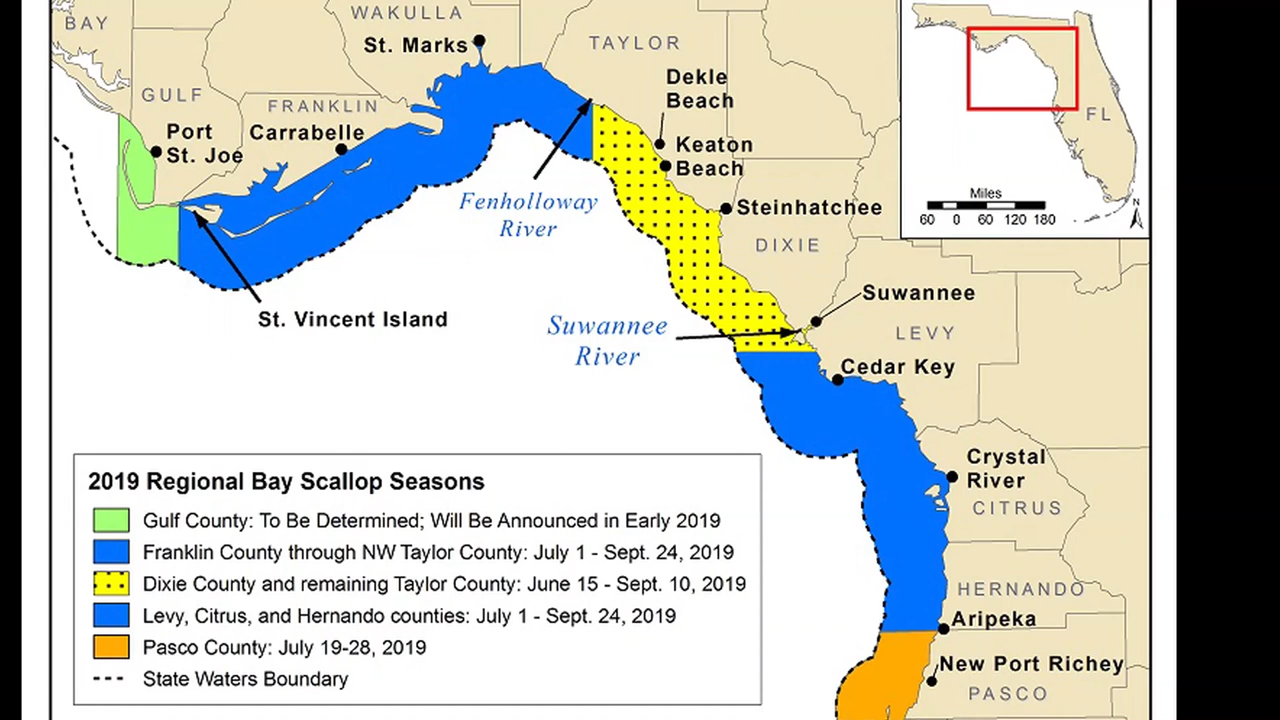 BAY
WAKULLA
St. Marks
TAYLOR
Dekle
Beach
GULF
FRANKLIN
Port
St. Joe
Carrabelle
Keaton
Beach
FL
Miles
60 0 60 120 180
N
Fenholloway
River
Steinhatchee
DIXIE
St. Vincent Island
Suwannee
River
Suwannee
LEVY
Cedar Key
Crystal
River
CITRUS
HERNANDO
Aripeka
New Port Richey
PASCO
2019 Regional Bay Scallop Seasons
Gulf County: To Be Determined; Will Be Announced in Early 2019
Franklin County through NW Taylor County: July 1 - Sept. 24, 2019
Dixie County and remaining Taylor County: June 15 - Sept. 10, 2019
Levy, Citrus, and Hernando counties: July 1 - Sept. 24, 2019
Pasco County: July 19-28, 2019
State Waters Boundary